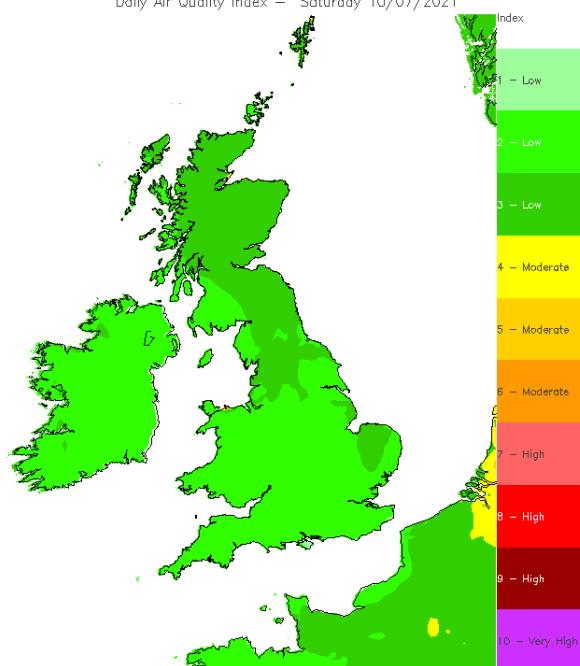 Daily Air Quality Index - Saturday 10/07/2021
Index
1 - Low
2 - Low
3 - Low
4 - Moderate
5 - Moderate
6 - Moderate
7 - High
8 - High
9 - High
10 - Very High